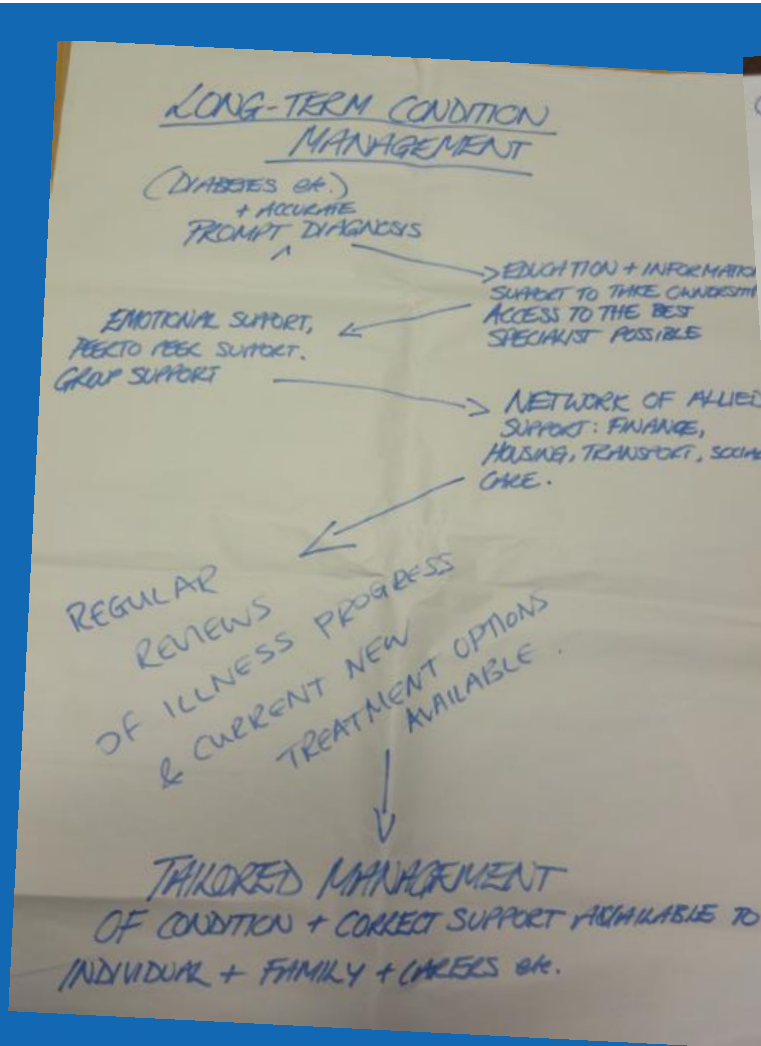 LONG-TERM CONDITION
MANAGEMENT
(DIABETES etc.)
+ ACCURATE
PROMPT DIAGNOSIS
EDUCATION + INFORMATION
SUPPORT TO TAKE OWNERSHI
ACCESS TO THE BEST
SPECIALIST POSSIBLE
EMOTIONAL SUPPORT,
PEER TO PEER SUPPORT.
GROUP SUPPORT
NETWORK OF ALLIED
SUPPORT: FINANCE,
HOUSING, TRANSPORT, SOCIAL
CARE.
REGULAR
REVIEWS
OF ILLNESS PROGRESS
& CURRENT NEW
TREATMENT OPTIONS
AVAILABLE.
TAILORED MANAGEMENT
OF CONDITION + CORRECT SUPPORT AVAILABLE TO
INDIVIDUAL + FAMILY + CARERS etc.